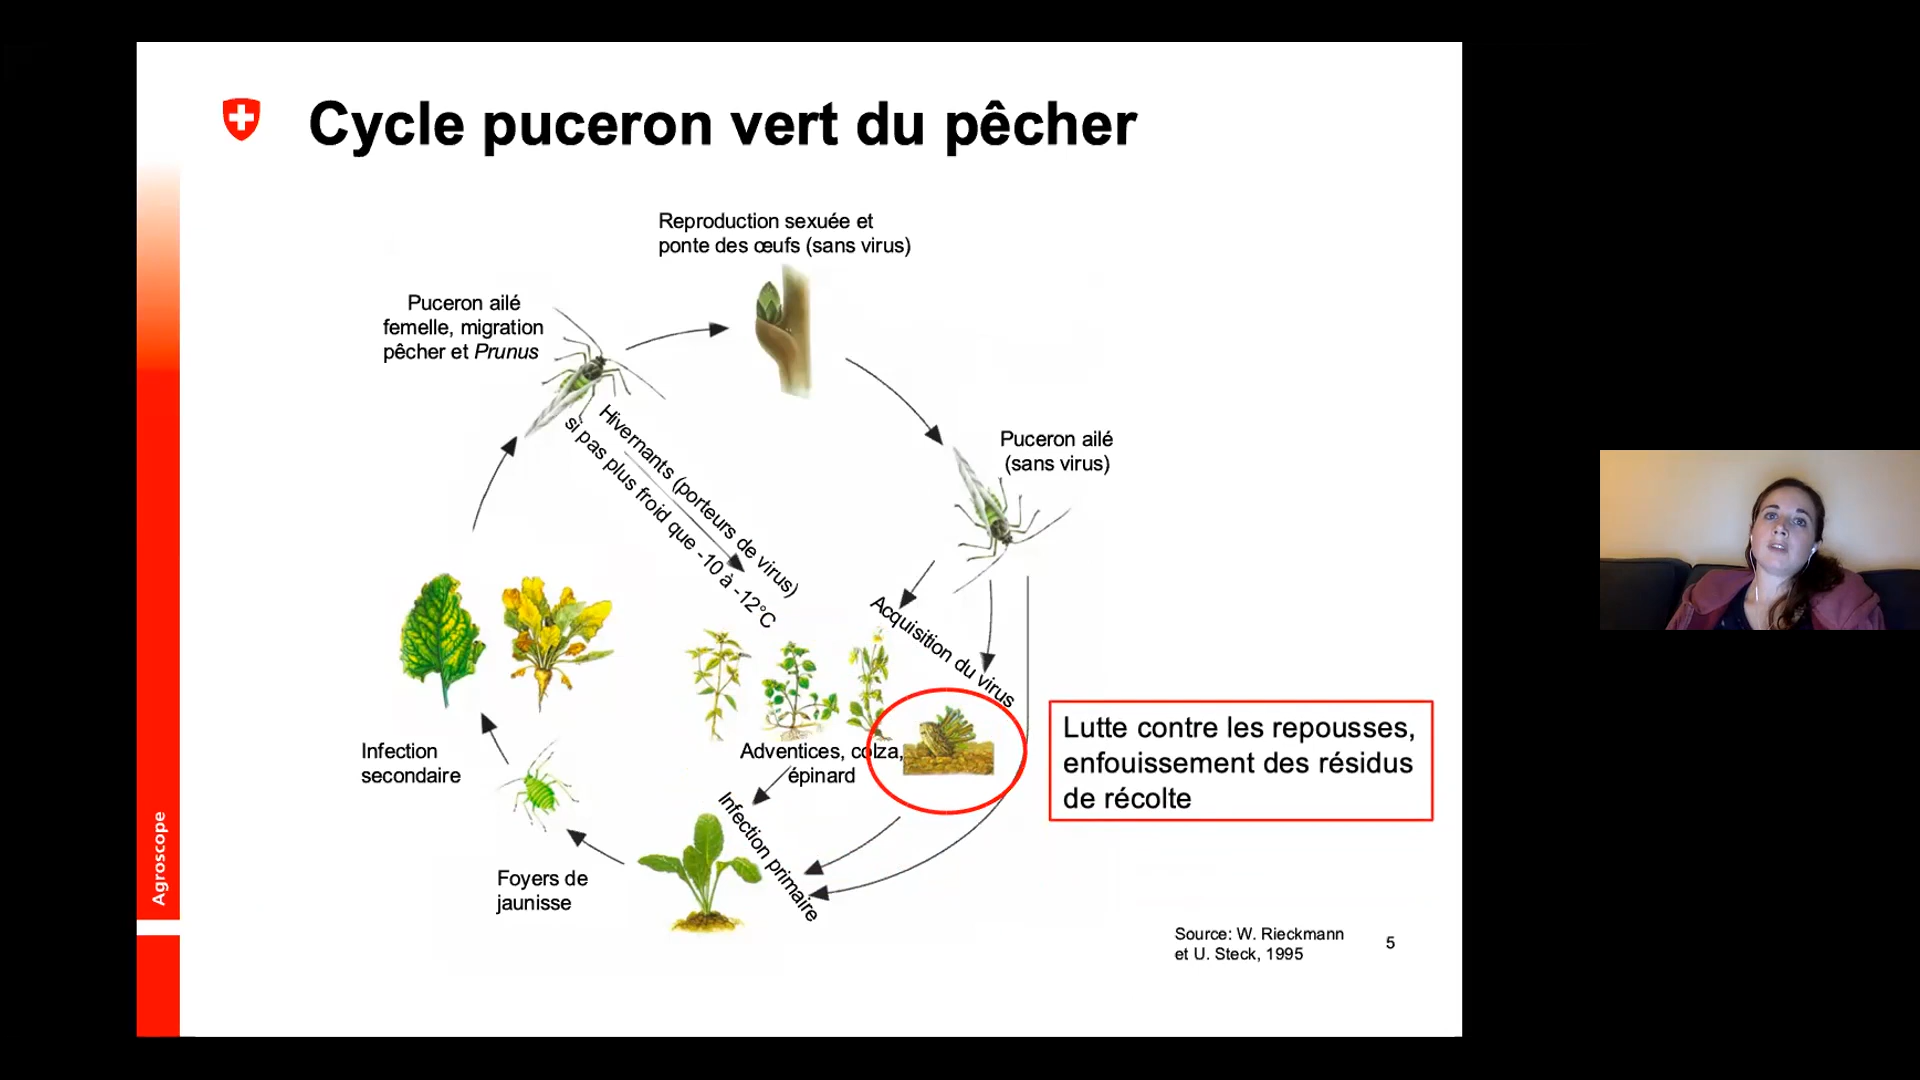 Cycle puceron vert du pêcher
Reproduction sexuée et
ponte des œufs (sans virus)
Puceron ailé
femelle, migration
pêcher et Prunus
Hivernants (porteurs de virus)
si pas plus froid que -10 à -12°C
Puceron ailé
(sans virus)
Acquisition du virus
Adventices, colza,
épinard
Lutte contre les repousses,
enfouissement des résidus
de récolte
Infection
secondaire
Infection primaire
Foyers de
jaunisse
Agroscope
Source: W. Rieckmann
et U. Steck, 1995
5